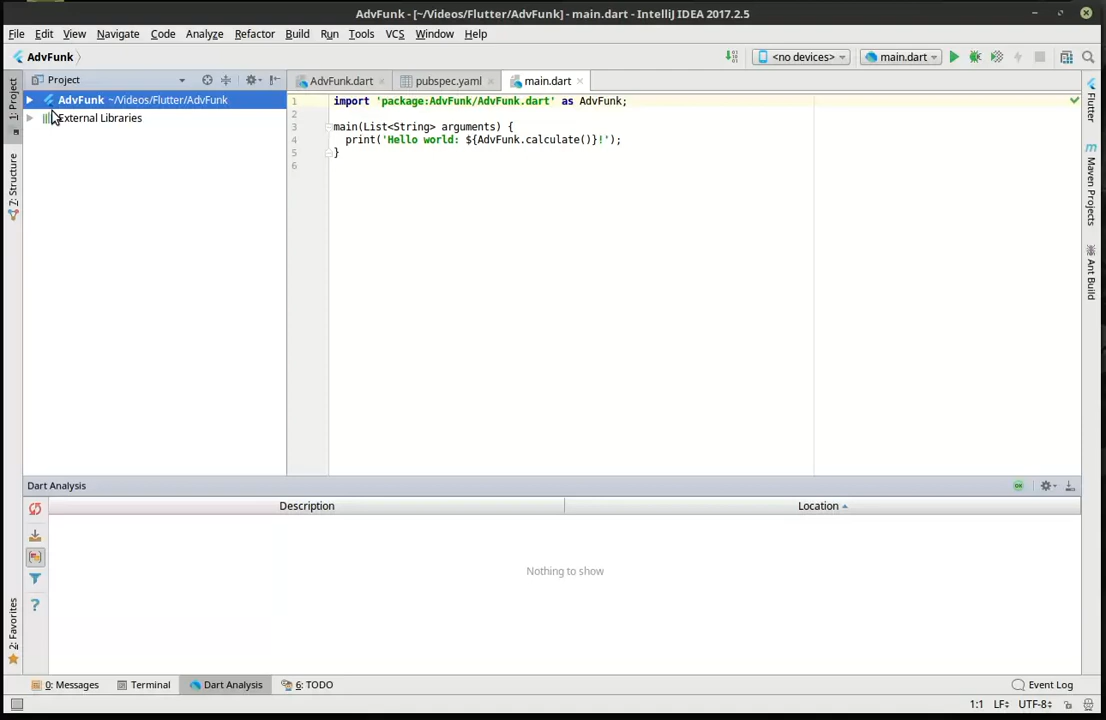 AdvFunk - [~/Videos/Flutter/AdvFunk] - main.dart - IntelliJ IDEA 2017.2.5
File Edit View Navigate Code Analyze Refactor Build Run Tools VCS Window Help
AdvFunk
<no devices>
main.dart
Project
AdvFunk.dart
pubspec.yaml
main.dart
AdvFunk ~/Videos/Flutter/AdvFunk
External Libraries
1 import 'package:AdvFunk/AdvFunk.dart' as AdvFunk;
2
3 main(List<String> arguments) {
4 print('Hello world: ${AdvFunk.calculate()}!');
5 }
6
1: Project
7: Structure
2: Favorites
Flutter
m
Maven Projects
Ant Build
Dart Analysis
OK
Description
Location
Nothing to show
?
0: Messages
Terminal
Dart Analysis
6: TODO
Event Log
1:1
LF
UTF-8